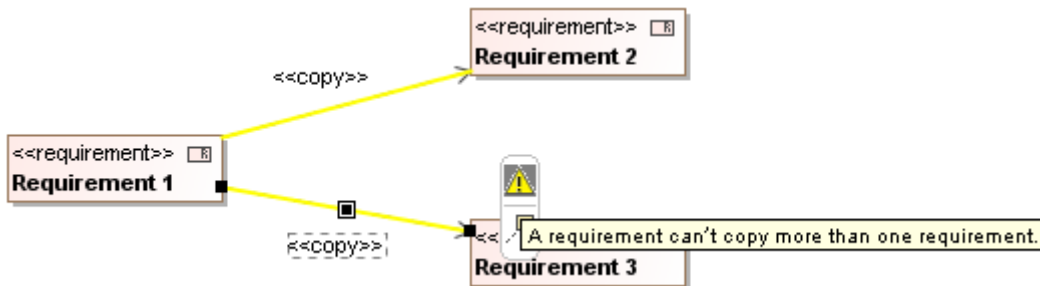 <<requirement>>
Requirement 2
<<copy>>
<<requirement>>
Requirement 1
<<copy>>
<<
A requirement can't copy more than one requirement.
Requirement 3